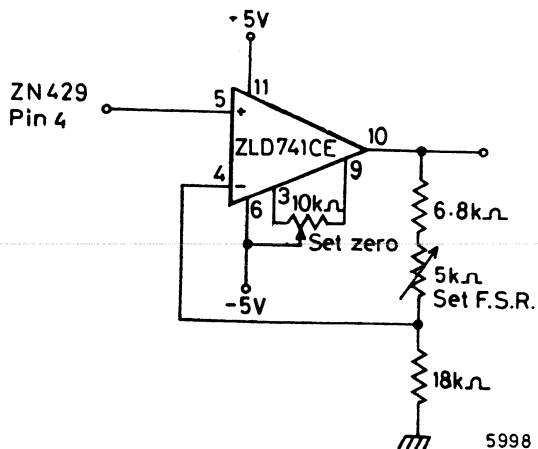 +5V
11
ZN429
Pin 4
5
+
ZLD741CE
10
4
-
9
3
10kΩ
6
Set zero
6.8kΩ
5kΩ
Set F.S.R.
-5V
18kΩ
5998